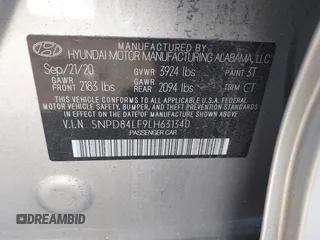 MANUFACTURED BY
HYUNDAI MOTOR MANUFACTURING ALABAMA, LLC
Sep/21/20 GVWR 3924 lbs PAINT 3T
GAWR FRONT 2183 lbs GAWR REAR 2094 lbs TRIM CT
THIS VEHICLE CONFORMS TO ALL APPLICABLE U.S. FEDERAL MOTOR
VEHICLE SAFETY, BUMPER, AND THEFT PREVENTION STANDARDS IN
EFFECT ON THE DATE OF MANUFACTURE SHOWN ABOVE.
V.I.N. 5NPD84LF9LH631340
PASSENGER CAR
DREAMBID